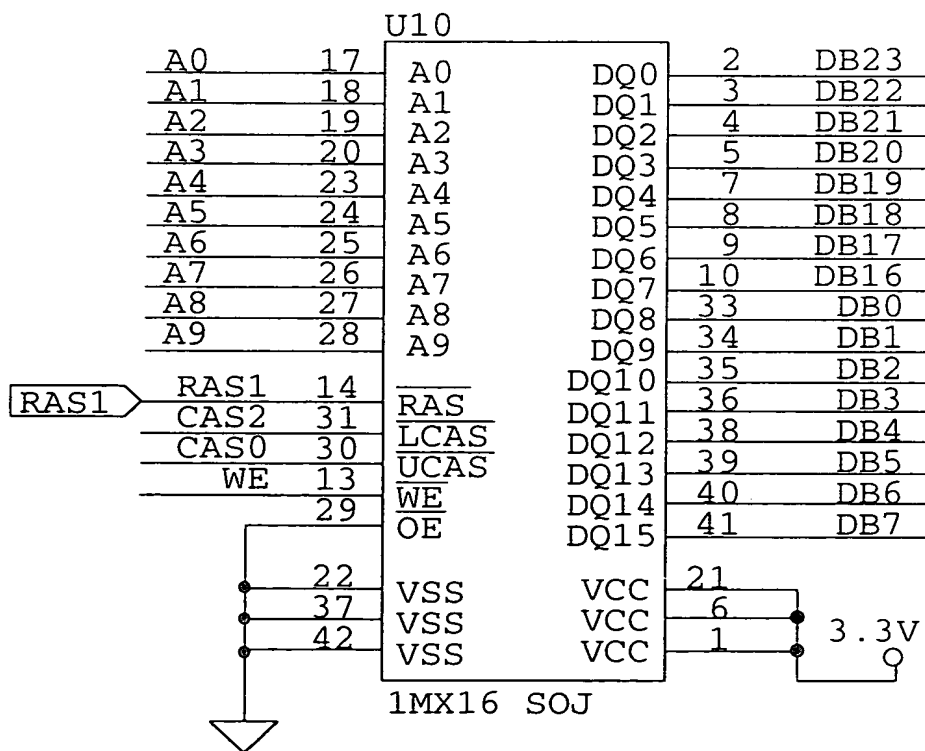 U10
A0 17 A0 DQ0 2 DB23
A1 18 A1 DQ1 3 DB22
A2 19 A2 DQ2 4 DB21
A3 20 A3 DQ3 5 DB20
A4 23 A4 DQ4 7 DB19
A5 24 A5 DQ5 8 DB18
A6 25 A6 DQ6 9 DB17
A7 26 A7 DQ7 10 DB16
A8 27 A8 DQ8 33 DB0
A9 28 A9 DQ9 34 DB1
RAS1 RAS1 14 RAS DQ10 35 DB2
CAS2 31 LCAS DQ11 36 DB3
CAS0 30 UCAS DQ12 38 DB4
WE 13 WE DQ13 39 DB5
29 OE DQ14 40 DB6
DQ15 41 DB7
22 VSS VCC 21
37 VSS VCC 6
42 VSS VCC 1 3.3V
1MX16 SOJ